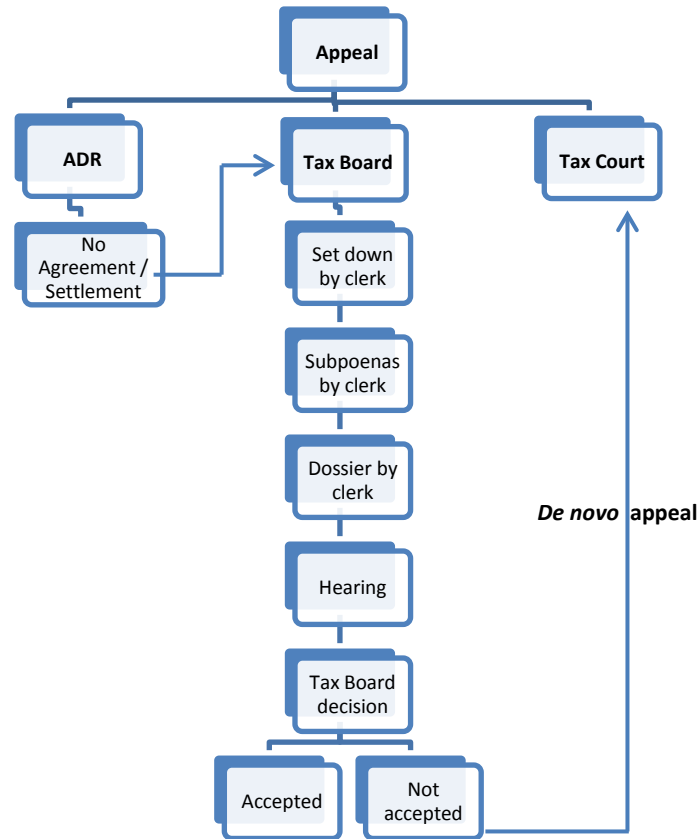 Appeal
ADR
Tax Board
Tax Court
No
Agreement /
Settlement
Set down
by clerk
Subpoenas
by clerk
Dossier by
clerk
De novo appeal
Hearing
Tax Board
decision
Accepted
Not
accepted